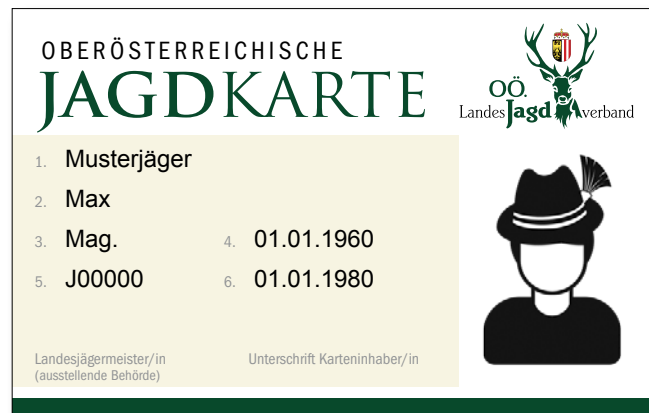 OBERÖSTERREICHISCHE
JAGDKARTE
OÖ.
LandesJagdverband
1. Musterjäger
2. Max
3. Mag. 4. 01.01.1960
5. J00000 6. 01.01.1980
Landesjägermeister/in Unterschrift Karteninhaber/in
(ausstellende Behörde)